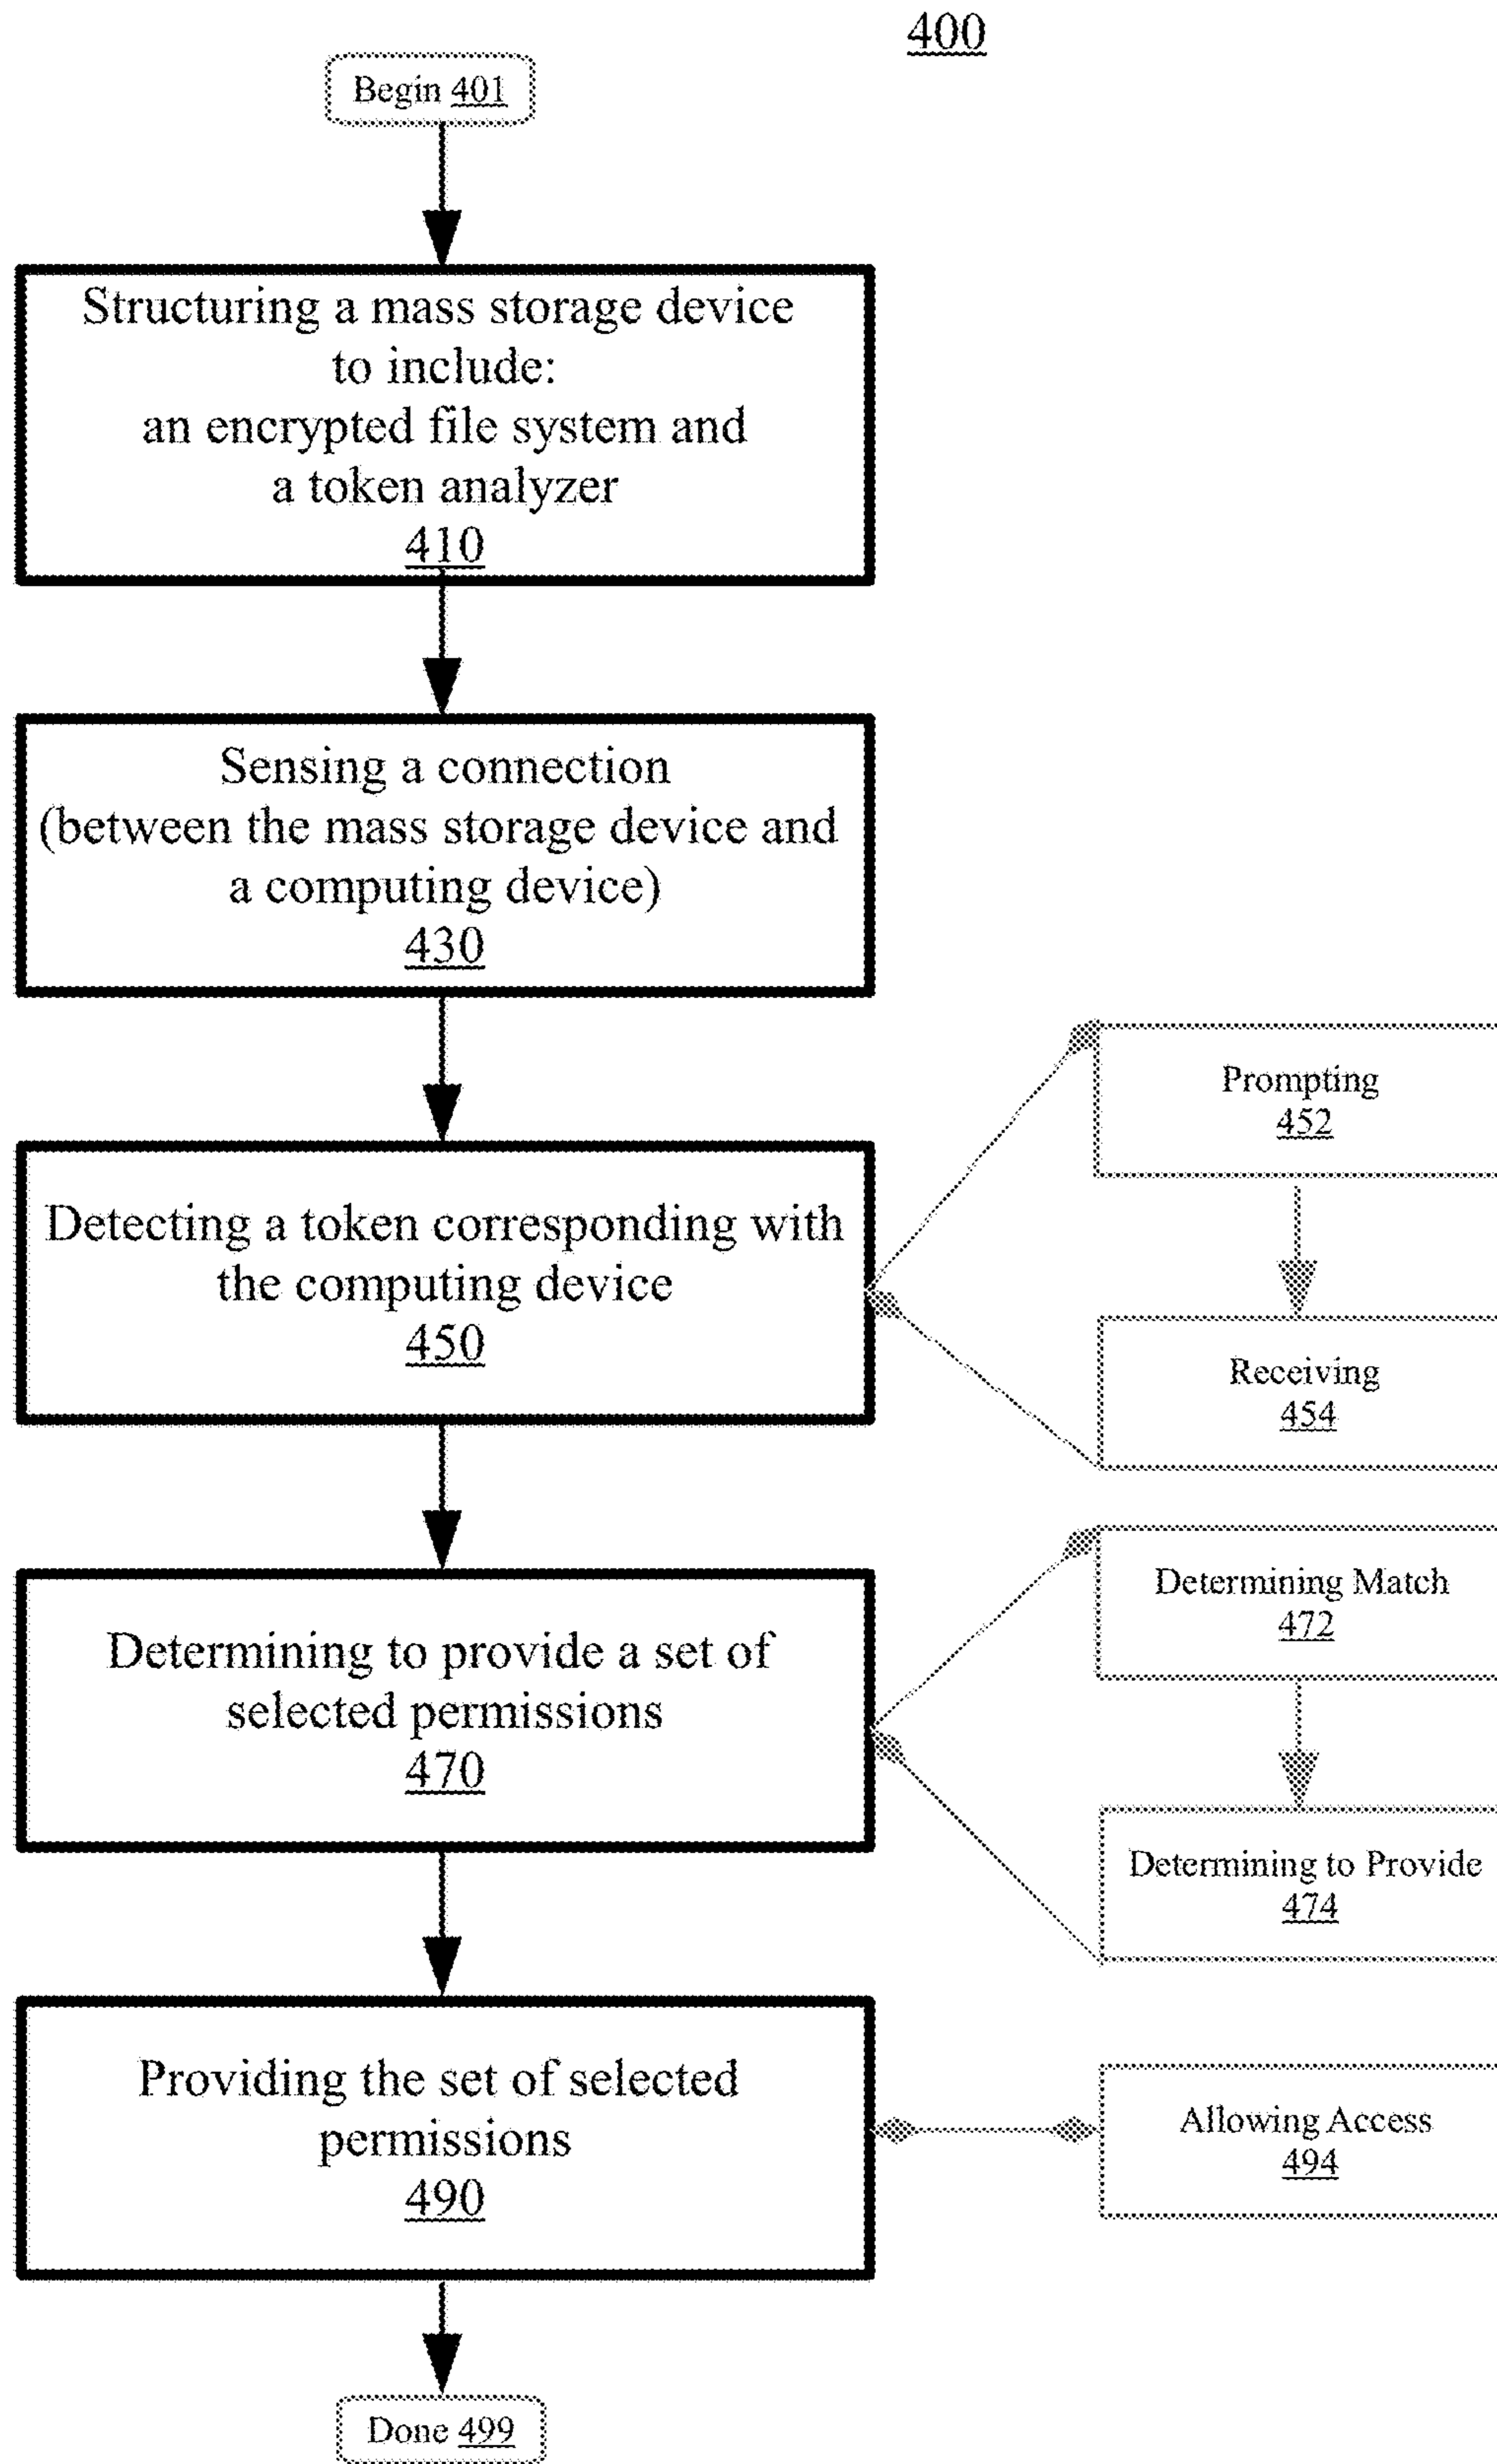 400
Begin 401
Structuring a mass storage device
to include:
an encrypted file system and
a token analyzer
410
Sensing a connection
(between the mass storage device and
a computing device)
430
Detecting a token corresponding with
the computing device
450
Prompting
452
Receiving
454
Determining to provide a set of
selected permissions
470
Determining Match
472
Determining to Provide
474
Providing the set of selected
permissions
490
Allowing Access
494
Done 499